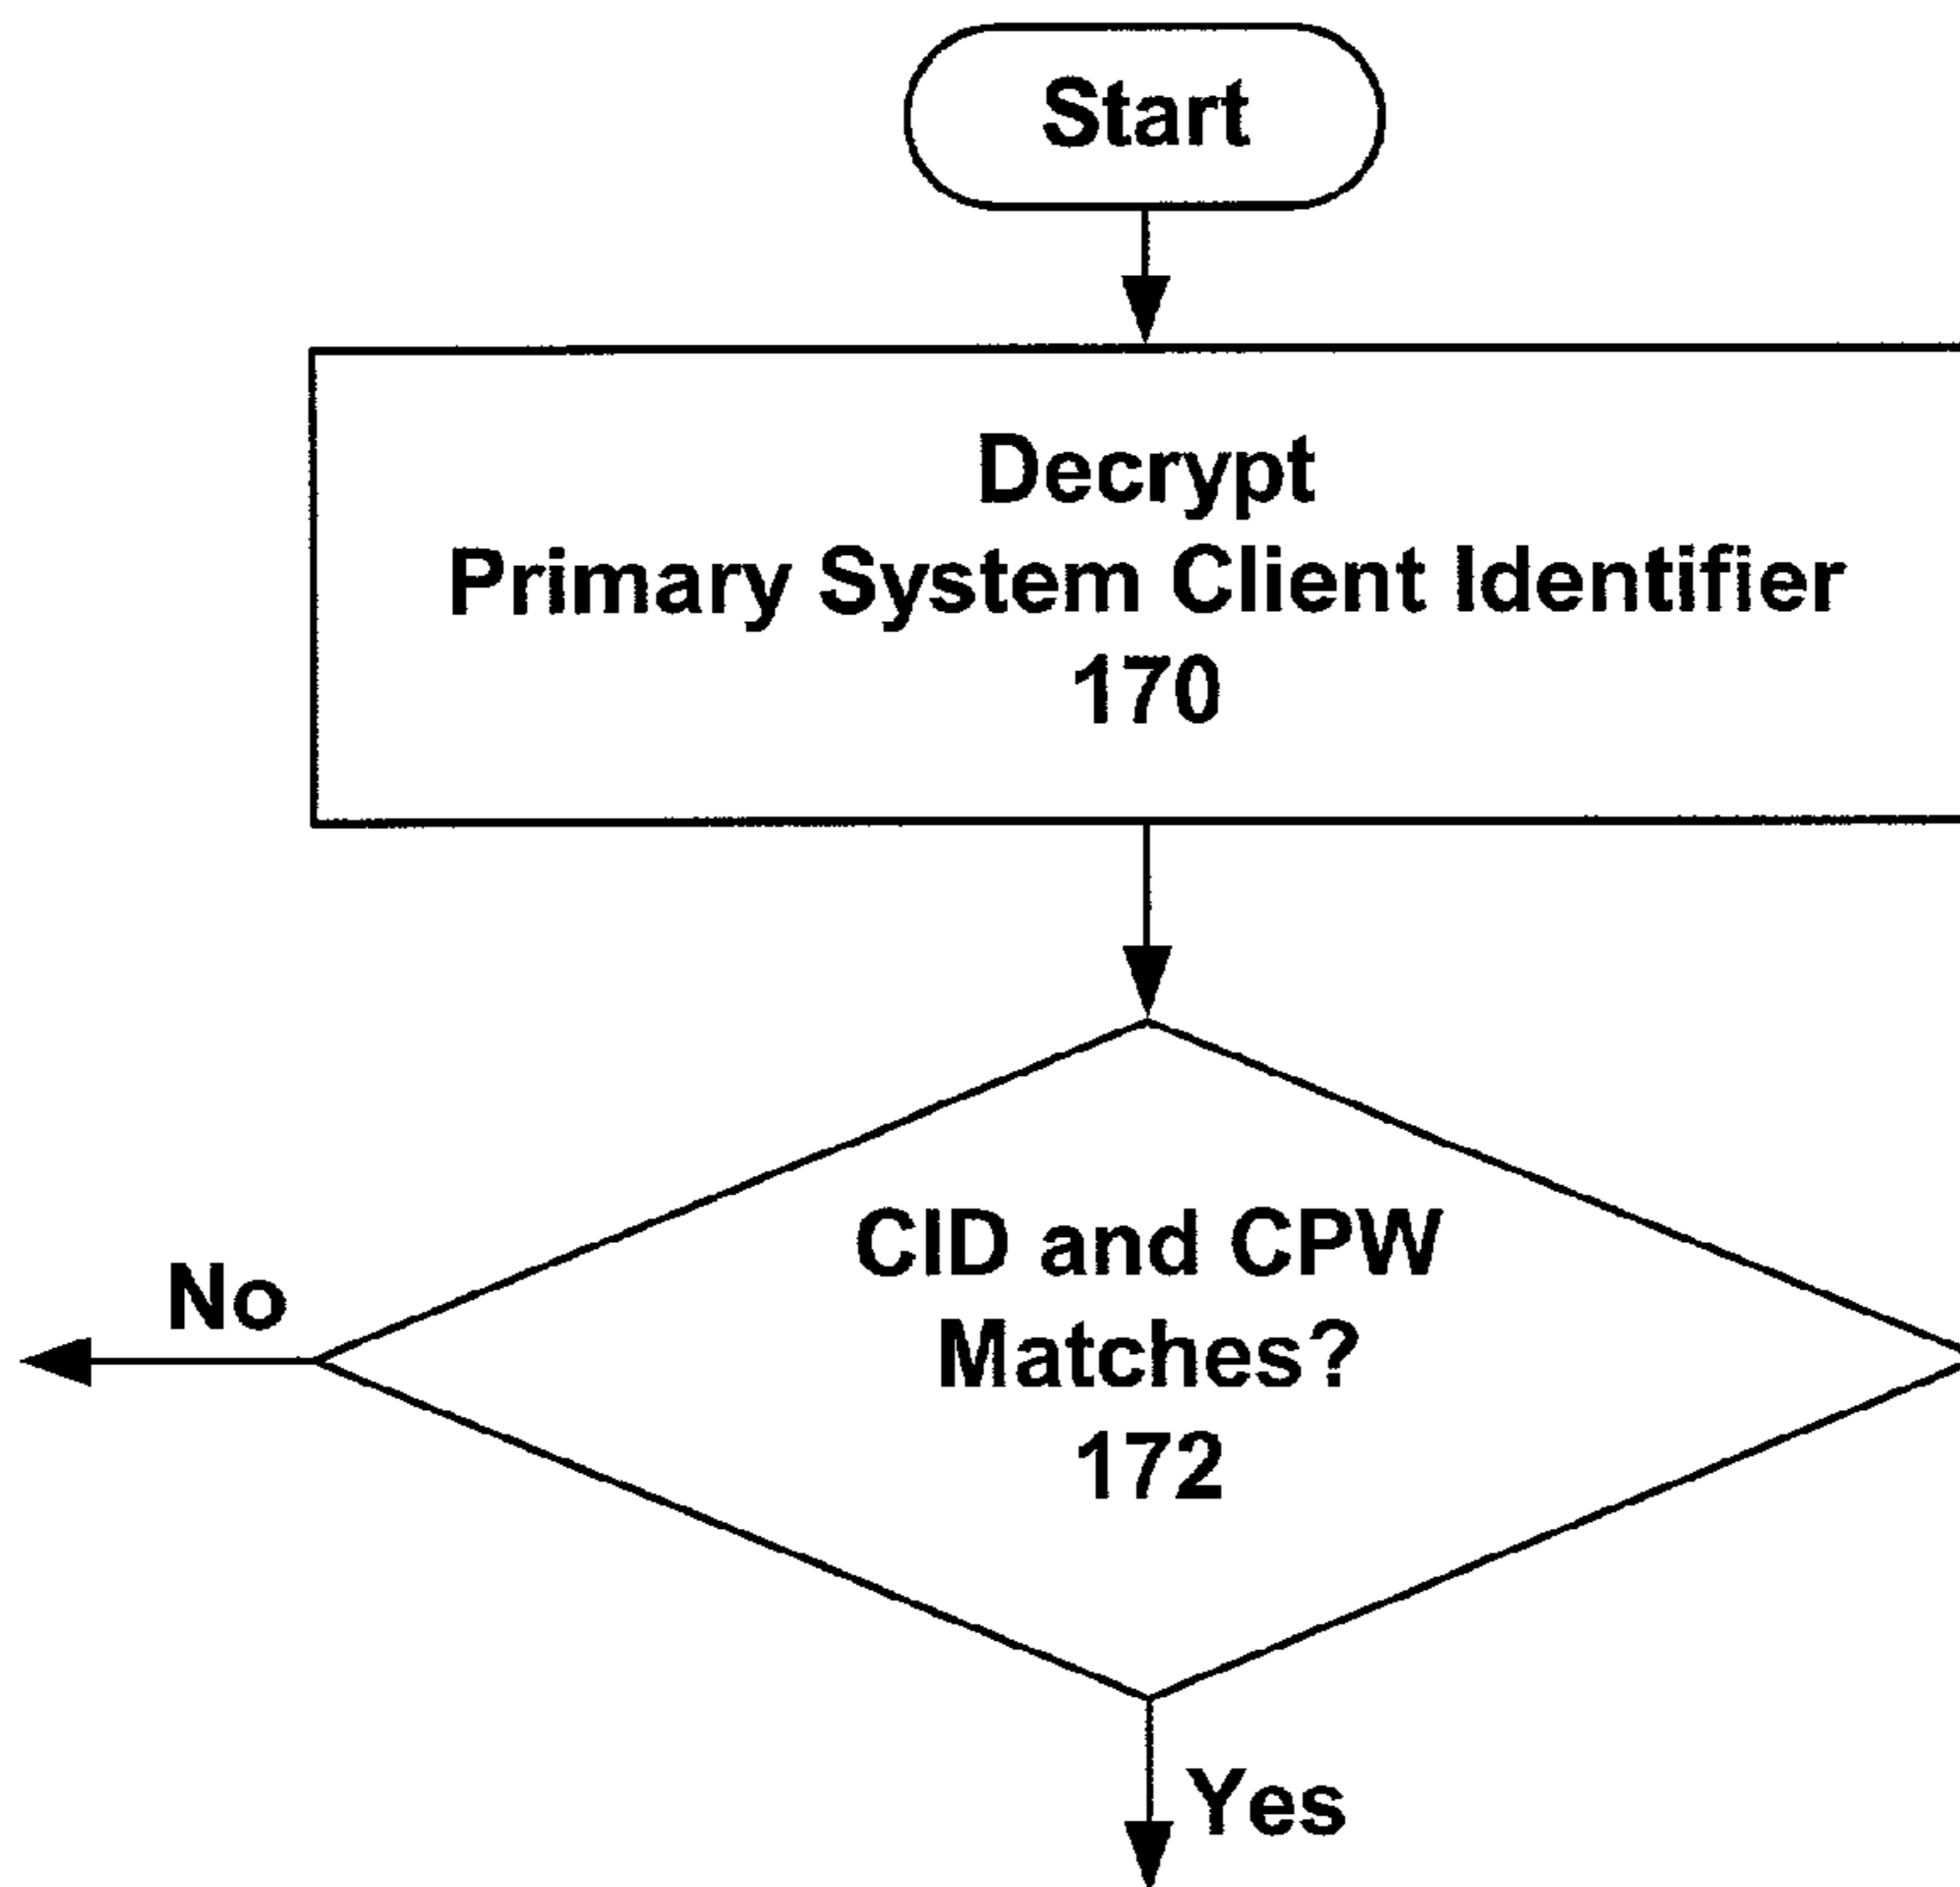 Start
Decrypt
Primary System Client Identifier
170
CID and CPW
Matches?
172
No
Yes